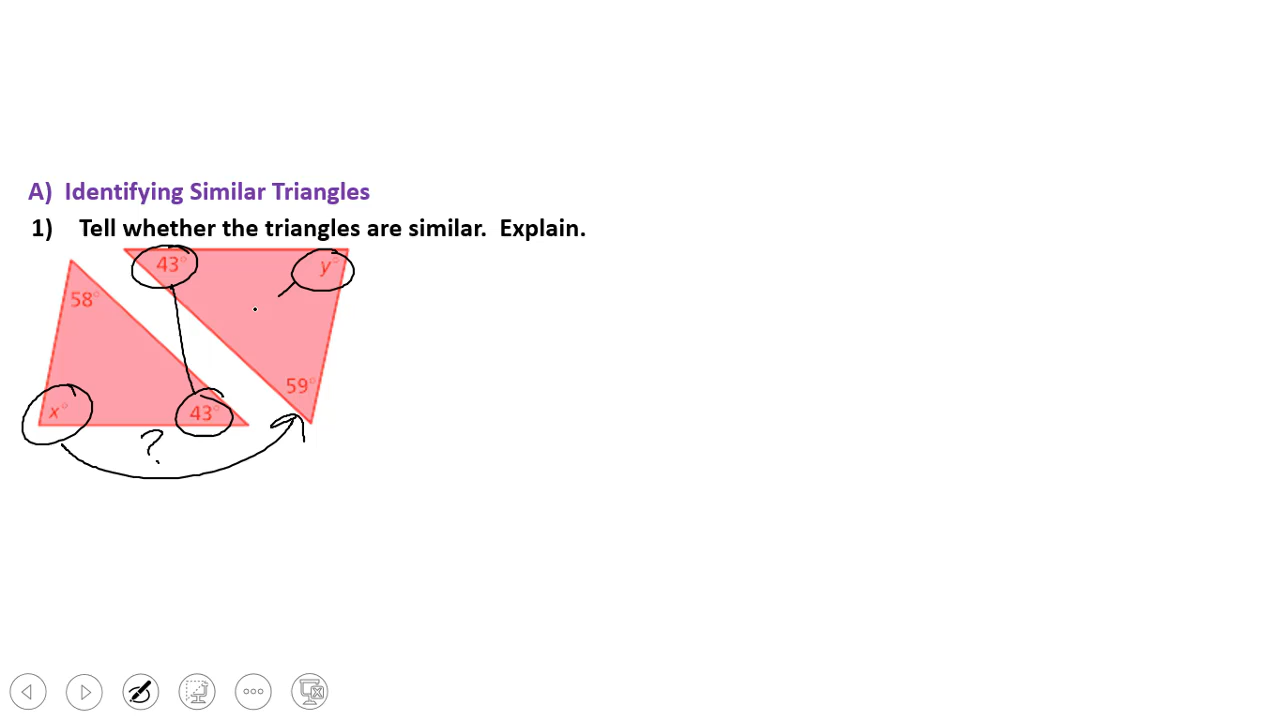 A) Identifying Similar Triangles
1) Tell whether the triangles are similar. Explain.
43°
y°
58°
59°
x°
43°
?